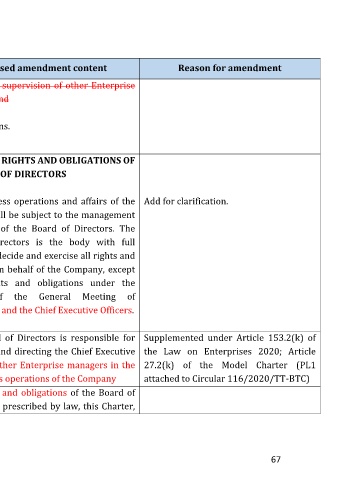 sed amendment content
Reason for amendment
supervision of other Enterprise
nd
ns.
RIGHTS AND OBLIGATIONS OF
OF DIRECTORS
ess operations and affairs of the
Add for clarification.
ll be subject to the management
of the Board of Directors. The
rectors is the body with full
decide and exercise all rights and
n behalf of the Company, except
ts and obligations under the
f the General Meeting of
and the Chief Executive Officers.
l of Directors is responsible for
nd directing the Chief Executive
ther Enterprise managers in the
s operations of the Company
Supplemented under Article 153.2(k) of
the Law on Enterprises 2020; Article
27.2(k) of the Model Charter (PL1
attached to Circular 116/2020/TT-BTC)
and obligations of the Board of
prescribed by law, this Charter,
67